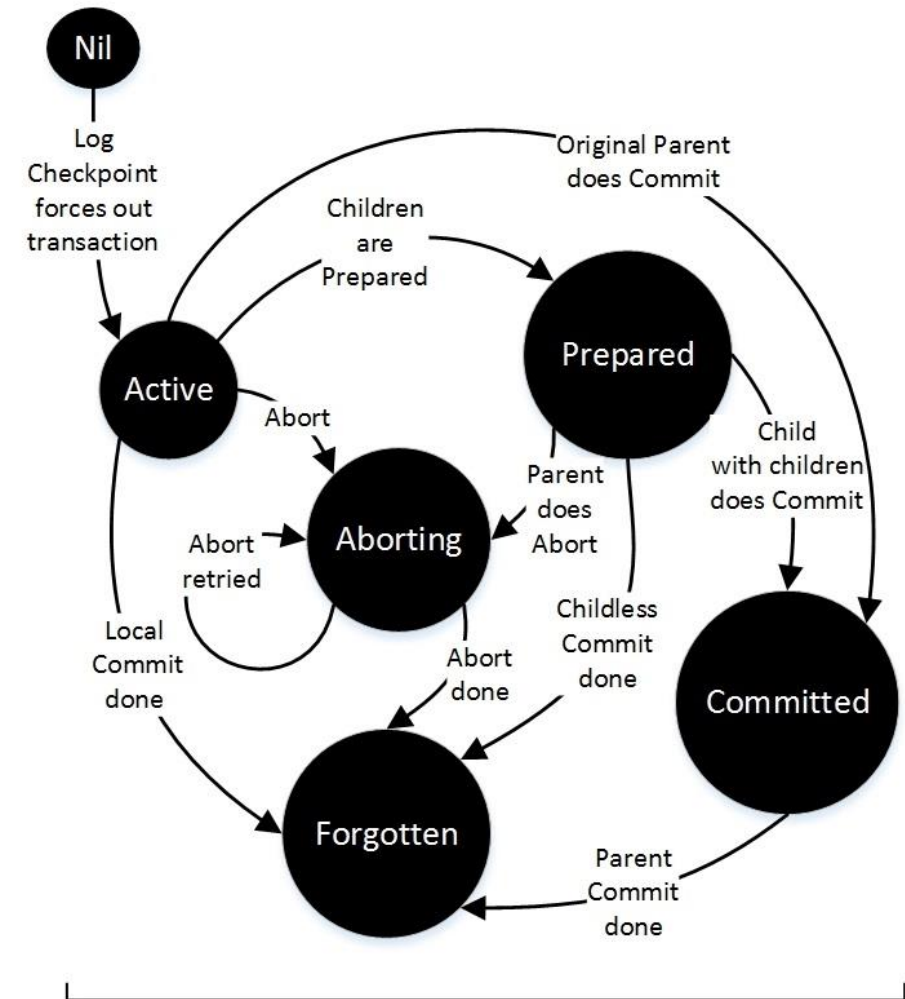 Nil
Log
Checkpoint
forces out
transaction
Original Parent
does Commit
Children
are
Prepared
Prepared
Active
Abort
Child
with children
does Commit
Parent
does
Abort
Aborting
Abort
retried
Childless
Commit
done
Local
Commit
done
Abort
done
Committed
Forgotten
Parent
Commit
done